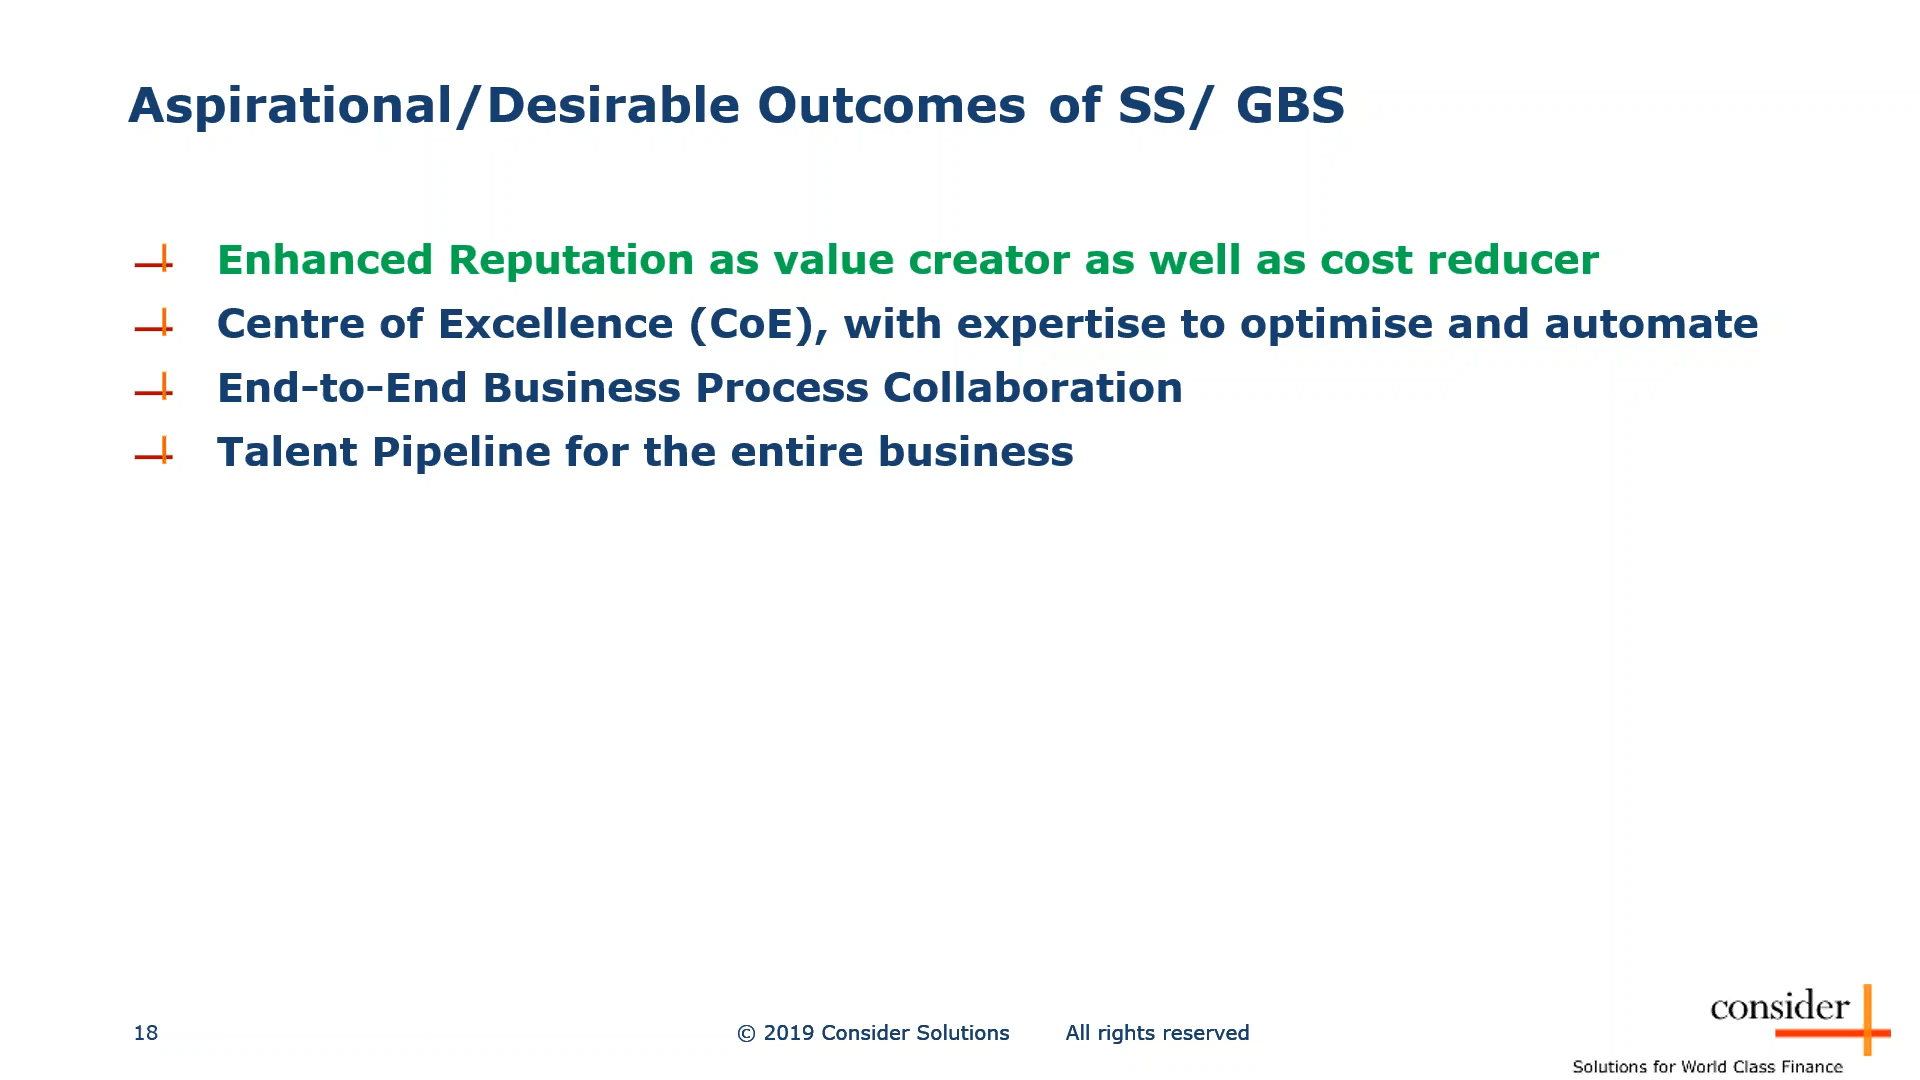 Aspirational/Desirable Outcomes of SS/ GBS
Enhanced Reputation as value creator as well as cost reducer
Centre of Excellence (CoE), with expertise to optimise and automate
End-to-End Business Process Collaboration
Talent Pipeline for the entire business
18
© 2019 Consider Solutions All rights reserved
consider
Solutions for World Class Finance